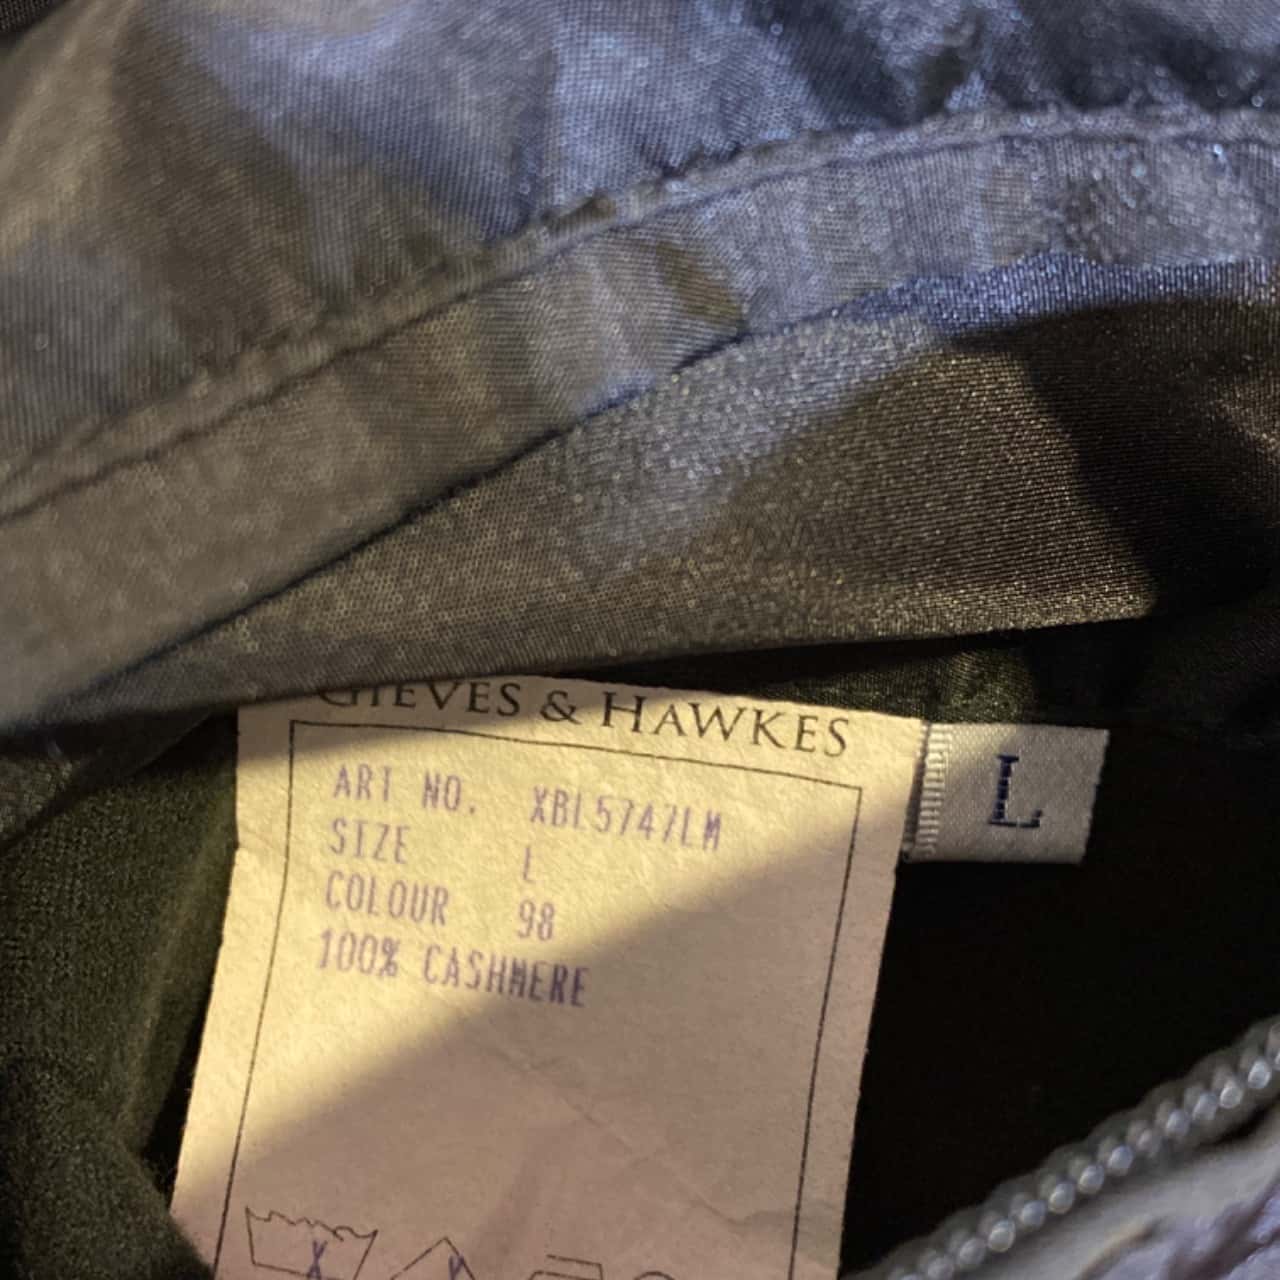 GIEVES & HAWKES
ART NO. XBL5747LM
SIZE L
COLOUR 98
100% CASHMERE
L